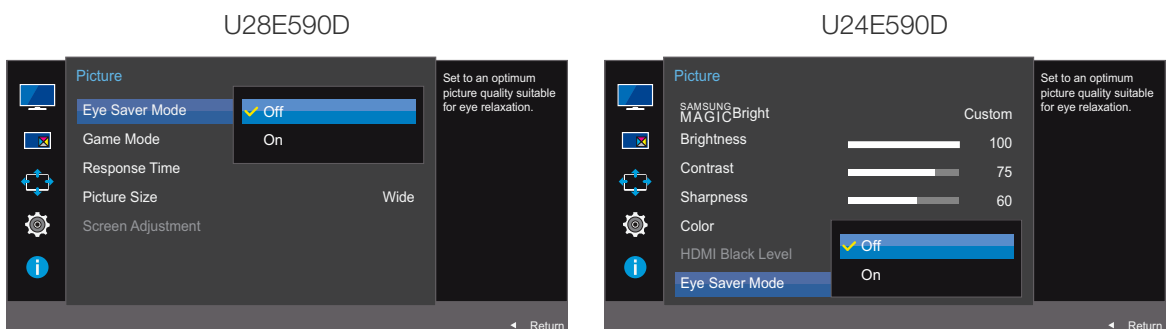 U28E590D
Picture
Eye Saver Mode
Off
On
Game Mode
Response Time
Picture Size Wide
Screen Adjustment
Set to an optimum
picture quality suitable
for eye relaxation.
Return
U24E590D
Picture
SAMSUNG
MAGIC Bright Custom
Brightness 100
Contrast 75
Sharpness 60
Color
HDMI Black Level
Eye Saver Mode
Off
On
Set to an optimum
picture quality suitable
for eye relaxation.
Return